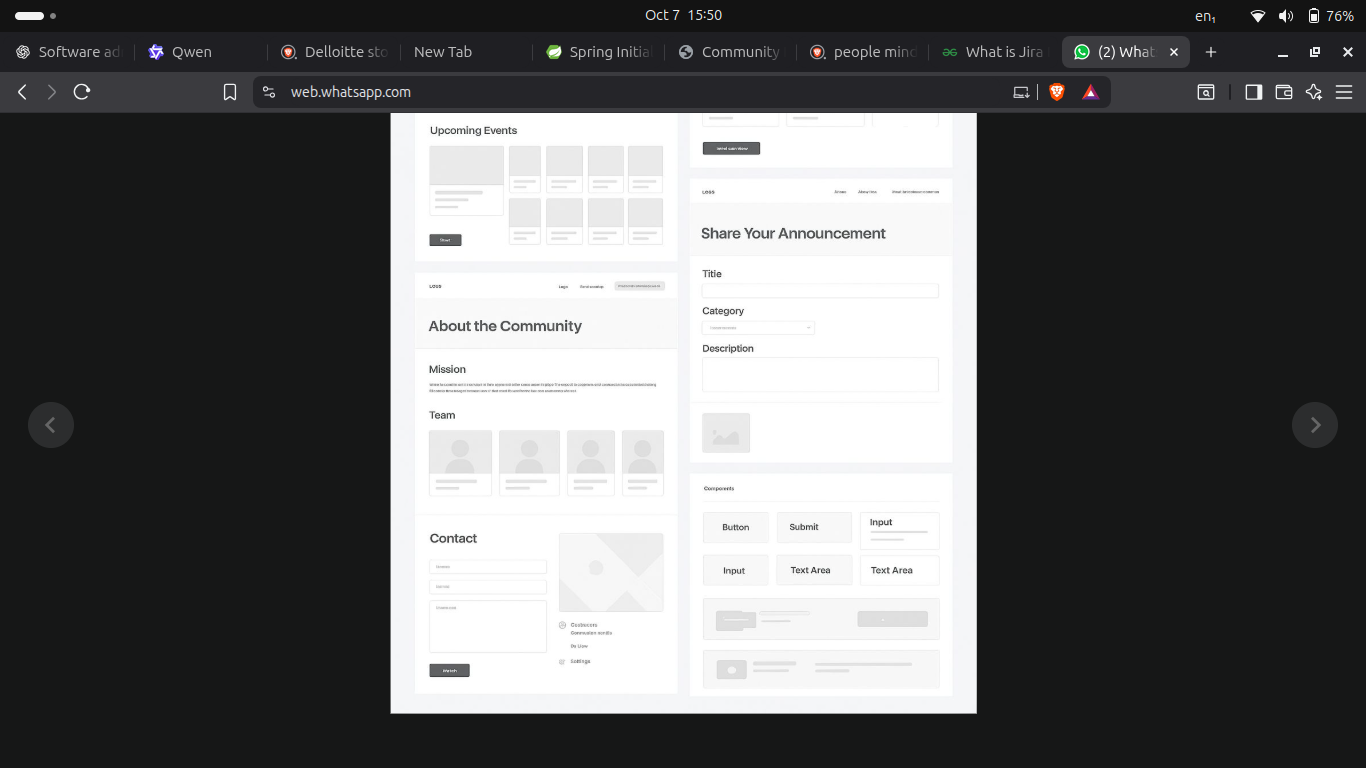 Oct 7 15:50
en₁
76%
Software ad
Qwen
Delloitte sto
New Tab
Spring Initial
Community
people mind
What is Jira
(2) What
web.whatsapp.com
Upcoming Events
About the Community
Mission
Team
Contact
Settings
Share Your Announcement
Title
Category
Description
Components
Button
Submit
Input
Input
Text Area
Text Area